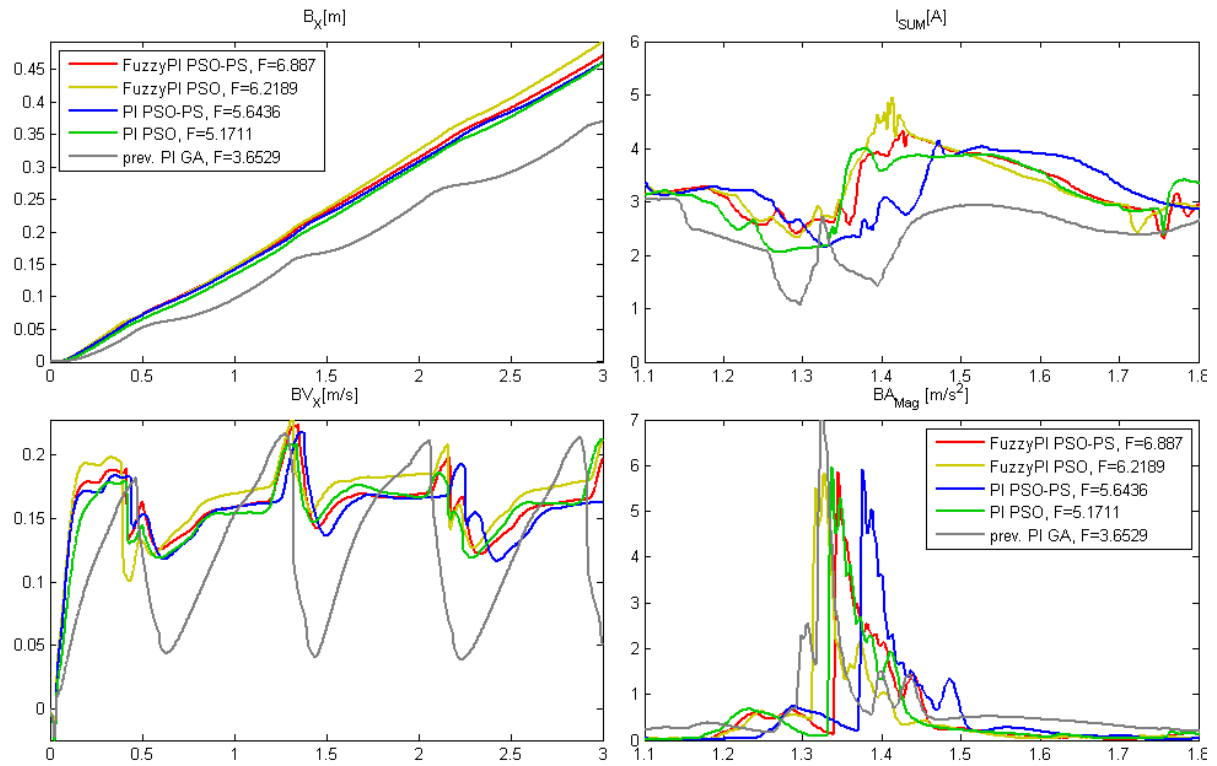 B_X[m]
0.45
0.4
0.35
0.3
0.25
0.2
0.15
0.1
0.05
0
FuzzyPI PSO-PS, F=6.887
FuzzyPI PSO, F=6.2189
PI PSO-PS, F=5.6436
PI PSO, F=5.1711
prev. PI GA, F=3.6529
0 0.5 1 1.5 2 2.5 3
I_SUM[A]
6
5
4
3
2
1
0
1.1 1.2 1.3 1.4 1.5 1.6 1.7 1.8
BV_X[m/s]
0.2
0.15
0.1
0.05
0
0 0.5 1 1.5 2 2.5 3
BA_Mag [m/s²]
7
6
5
4
3
2
1
0
FuzzyPI PSO-PS, F=6.887
FuzzyPI PSO, F=6.2189
PI PSO-PS, F=5.6436
PI PSO, F=5.1711
prev. PI GA, F=3.6529
1.1 1.2 1.3 1.4 1.5 1.6 1.7 1.8